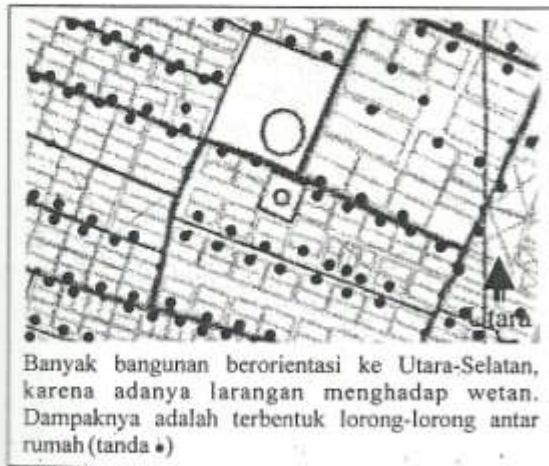 Utara
Banyak bangunan berorientasi ke Utara-Selatan,
karena adanya larangan menghadap wetan.
Dampaknya adalah terbentuk lorong-lorong antar
rumah (tanda •)